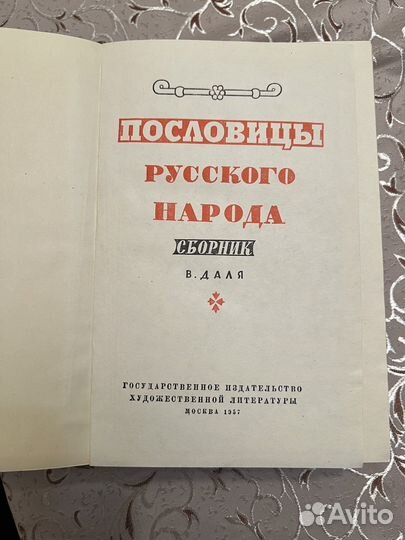 ПОСЛОВИЦЫ
РУССКОГО
НАРОДА
СБОРНИК
В. ДАЛЯ
ГОСУДАРСТВЕННОЕ ИЗДАТЕЛЬСТВО
ХУДОЖЕСТВЕННОЙ ЛИТЕРАТУРЫ
МОСКВА 1957
Avito